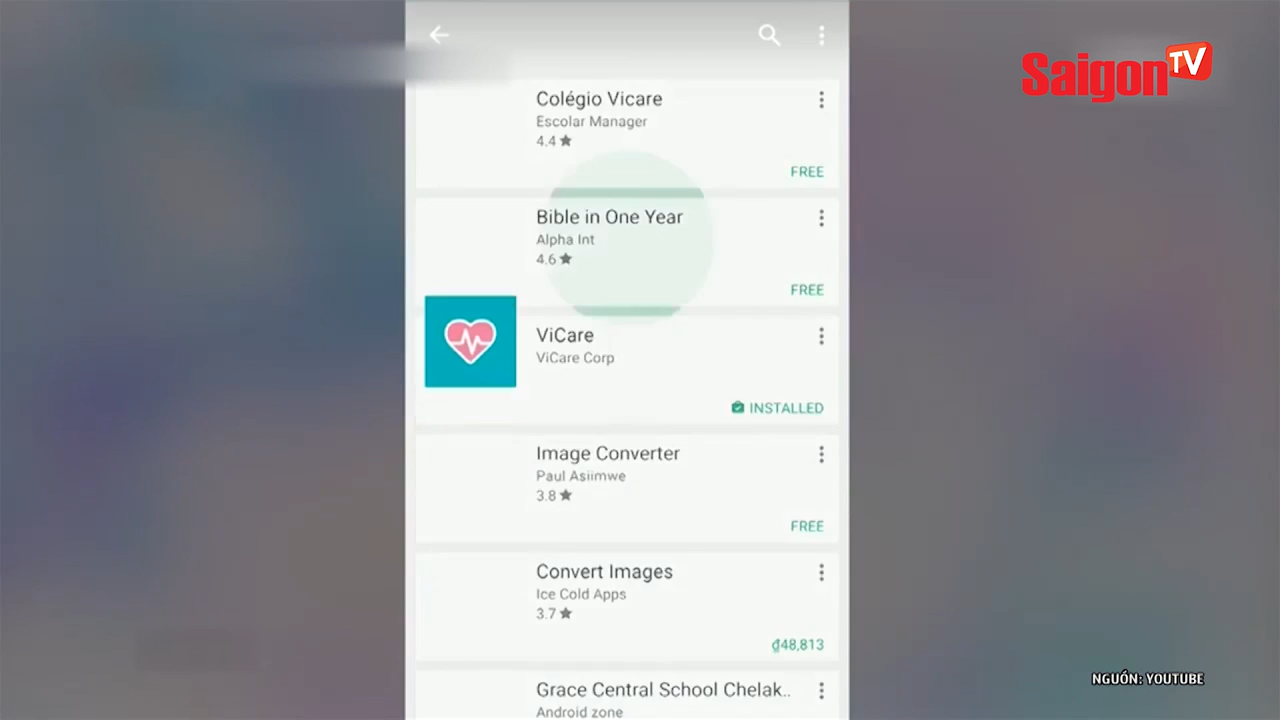 Saigon TV
Colégio Vicare
Escolar Manager
4.4
FREE
Bible in One Year
Alpha Int
4.6
FREE
ViCare
ViCare Corp
INSTALLED
Image Converter
Paul Asiimwe
3.8
FREE
Convert Images
Ice Cold Apps
3.7
₫48,813
Grace Central School Chelak..
Android zone
NGUỒN: YOUTUBE